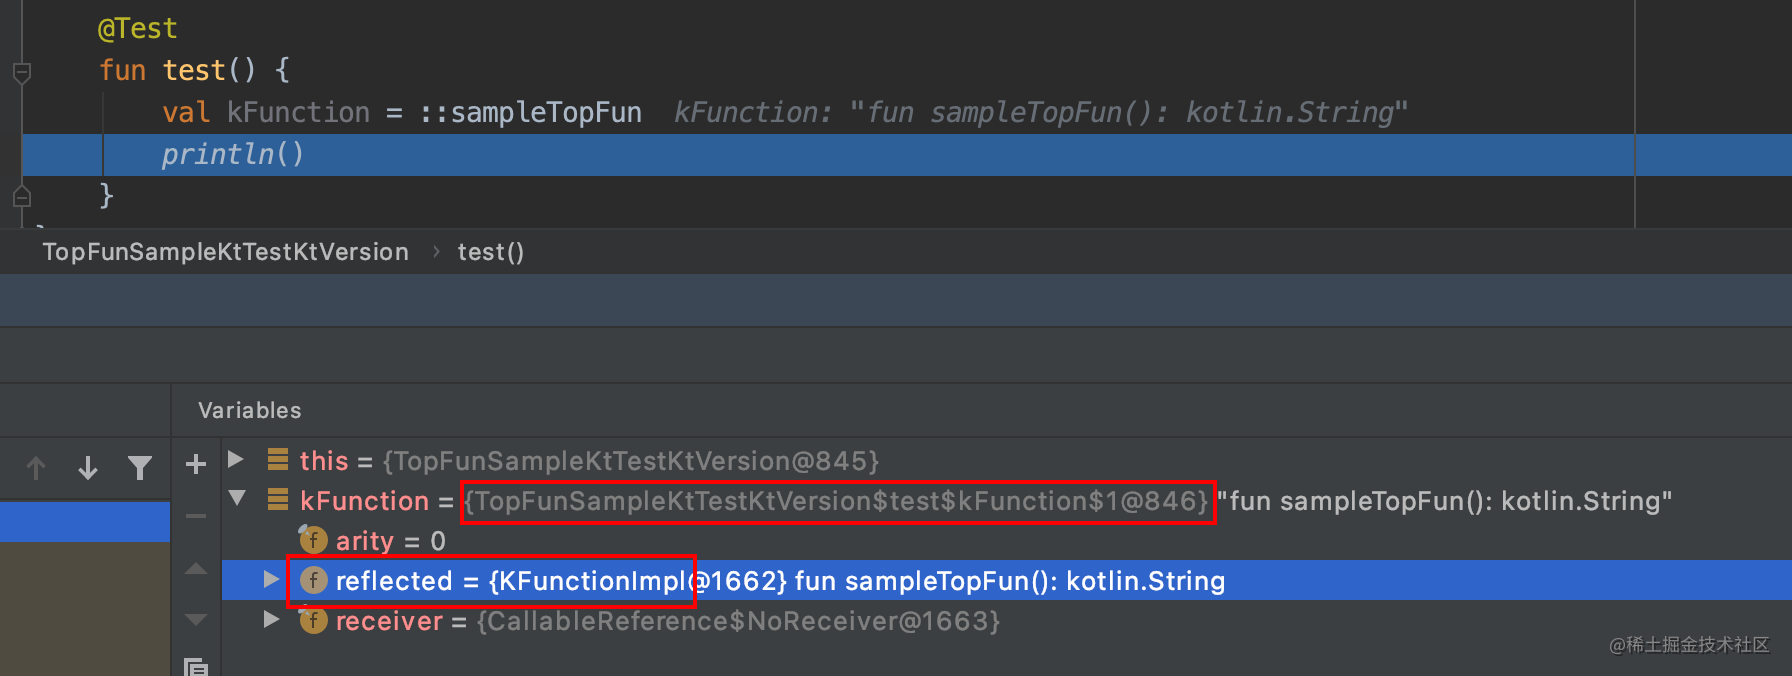 @Test
fun test() {
val kFunction = ::sampleTopFun kFunction: "fun sampleTopFun(): kotlin.String"
println()
}
TopFunSampleKtTestKtVersion › test()
Variables
this = {TopFunSampleKtTestKtVersion@845}
kFunction = {TopFunSampleKtTestKtVersion$test$kFunction$1@846} "fun sampleTopFun(): kotlin.String"
f arity = 0
f reflected = {KFunctionImpl@1662} fun sampleTopFun(): kotlin.String
f receiver = {CallableReference$NoReceiver@1663}
@稀土掘金技术社区